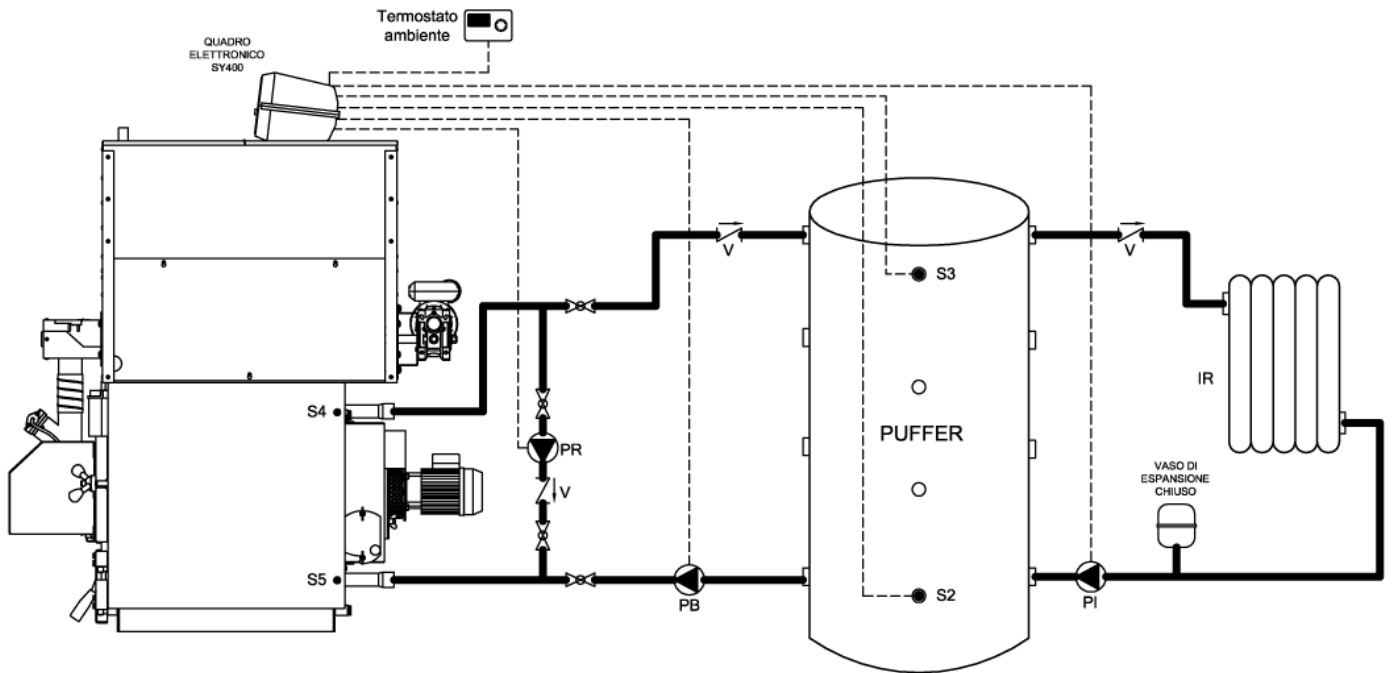 Termostato
ambiente
QUADRO
ELETTRONICO
SY400
V
V
S3
IR
S4
PUFFER
PR
VASO DI
ESPANSIONE
CHIUSO
V
S5
S2
PB
PI